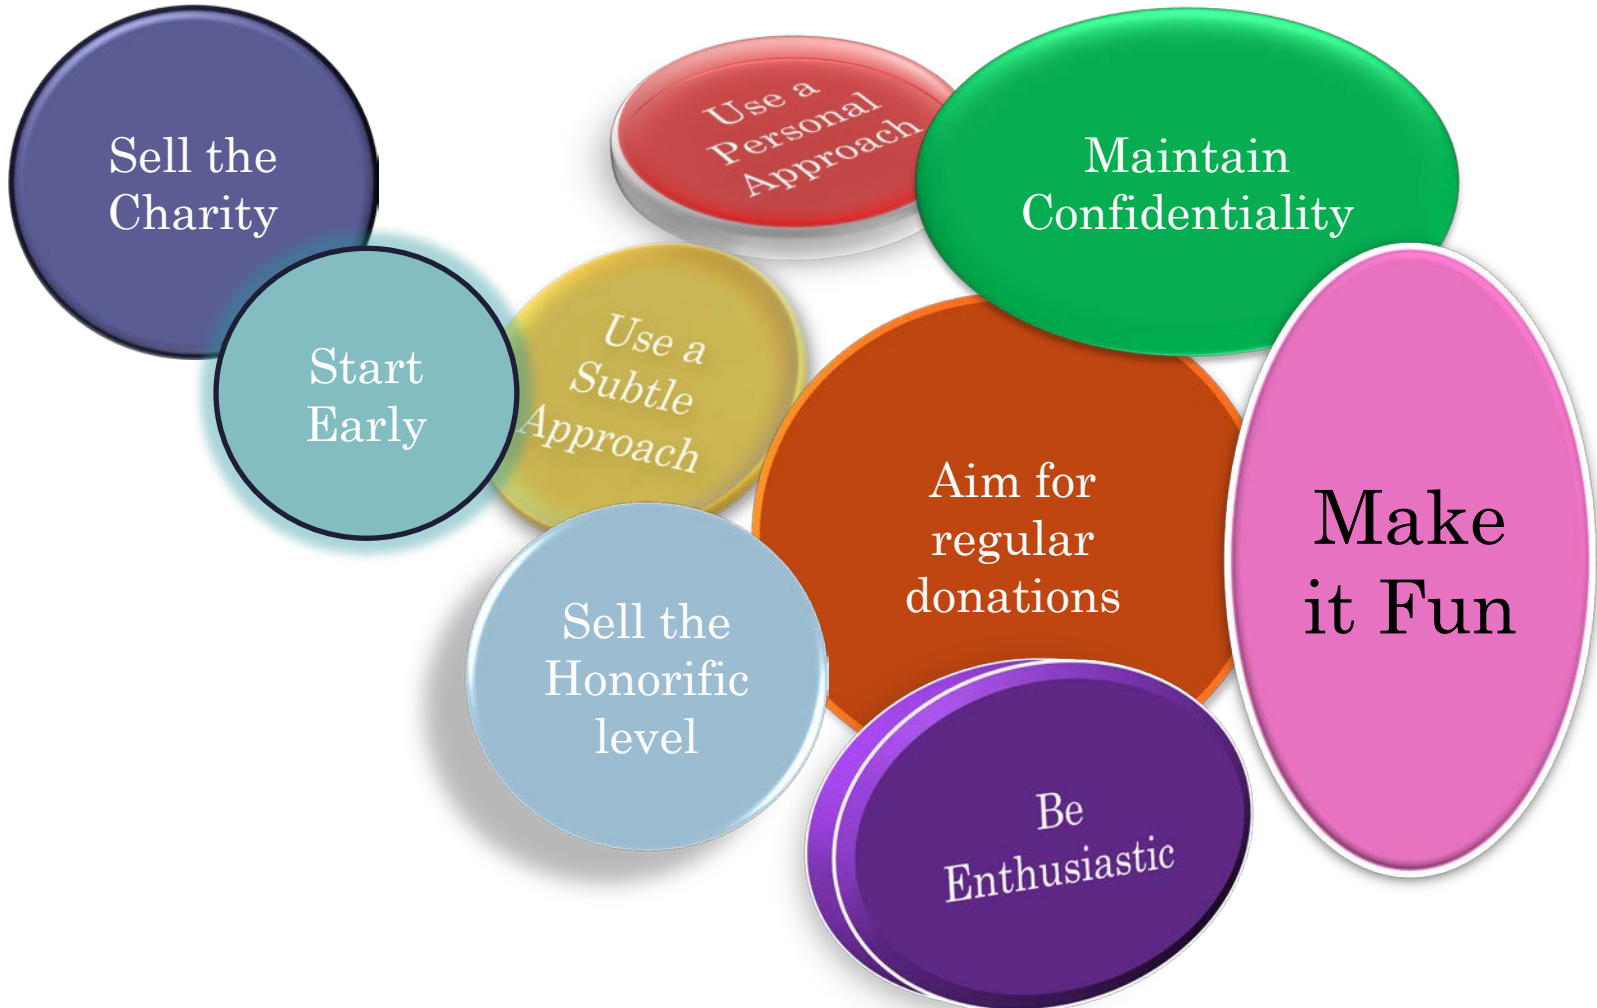 Sell the
Charity
Use a
Personal
Approach
Maintain
Confidentiality
Start
Early
Use a
Subtle
Approach
Aim for
regular
donations
Make
it Fun
Sell the
Honorific
level
Be
Enthusiastic